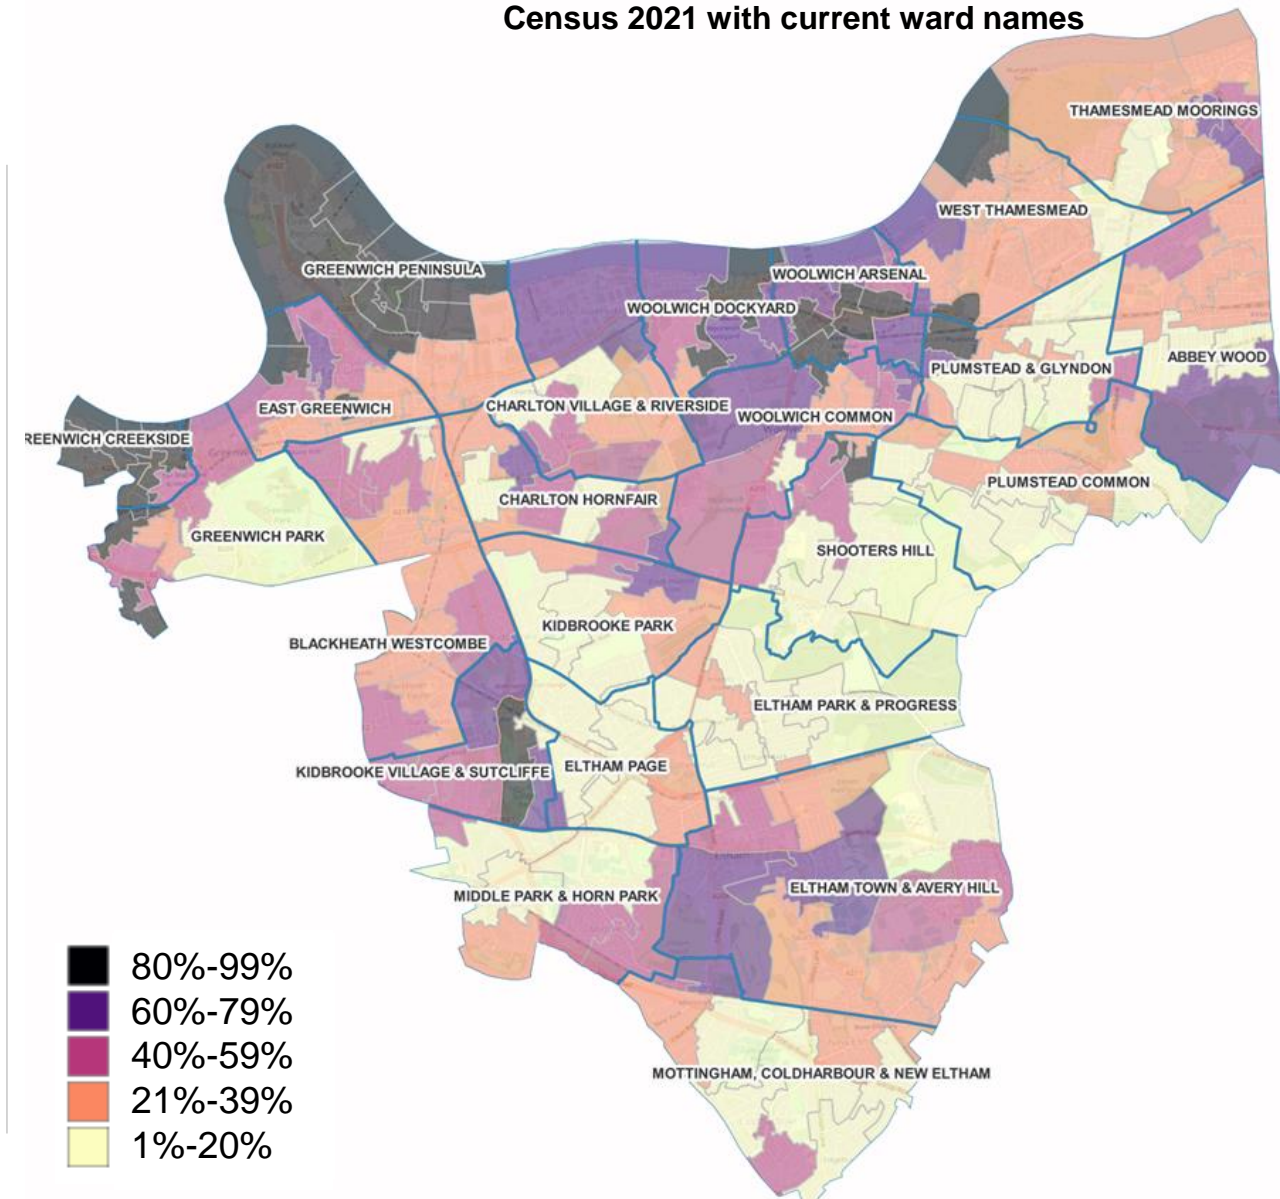 Census 2021 with current ward names
THAMESMEAD MOORINGS
WEST THAMESMEAD
GREENWICH PENINSULA
WOOLWICH ARSENAL
WOOLWICH DOCKYARD
ABBEY WOOD
PLUMSTEAD & GLYNDON
EAST GREENWICH
CHARLTON VILLAGE & RIVERSIDE
WOOLWICH COMMON
REENWICH CREEKSIDE
PLUMSTEAD COMMON
CHARLTON HORNFAIR
GREENWICH PARK
SHOOTERS HILL
KIDBROOKE PARK
BLACKHEATH WESTCOMBE
ELTHAM PARK & PROGRESS
ELTHAM PAGE
KIDBROOKE VILLAGE & SUTCLIFFE
ELTHAM TOWN & AVERY HILL
MIDDLE PARK & HORN PARK
MOTTINGHAM, COLDHARBOUR & NEW ELTHAM
80%-99%
60%-79%
40%-59%
21%-39%
1%-20%